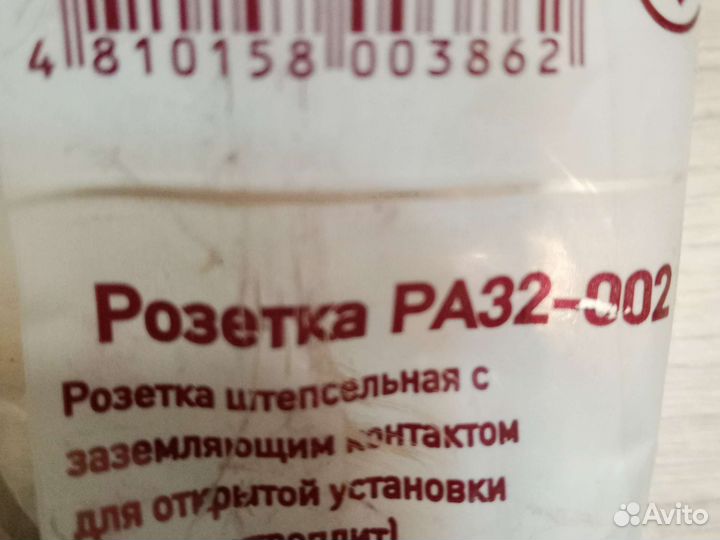 4 810158 003862
Розетка РА32-002
Розетка штепсельная с
заземляющим контактом
для открытой установки
Avito